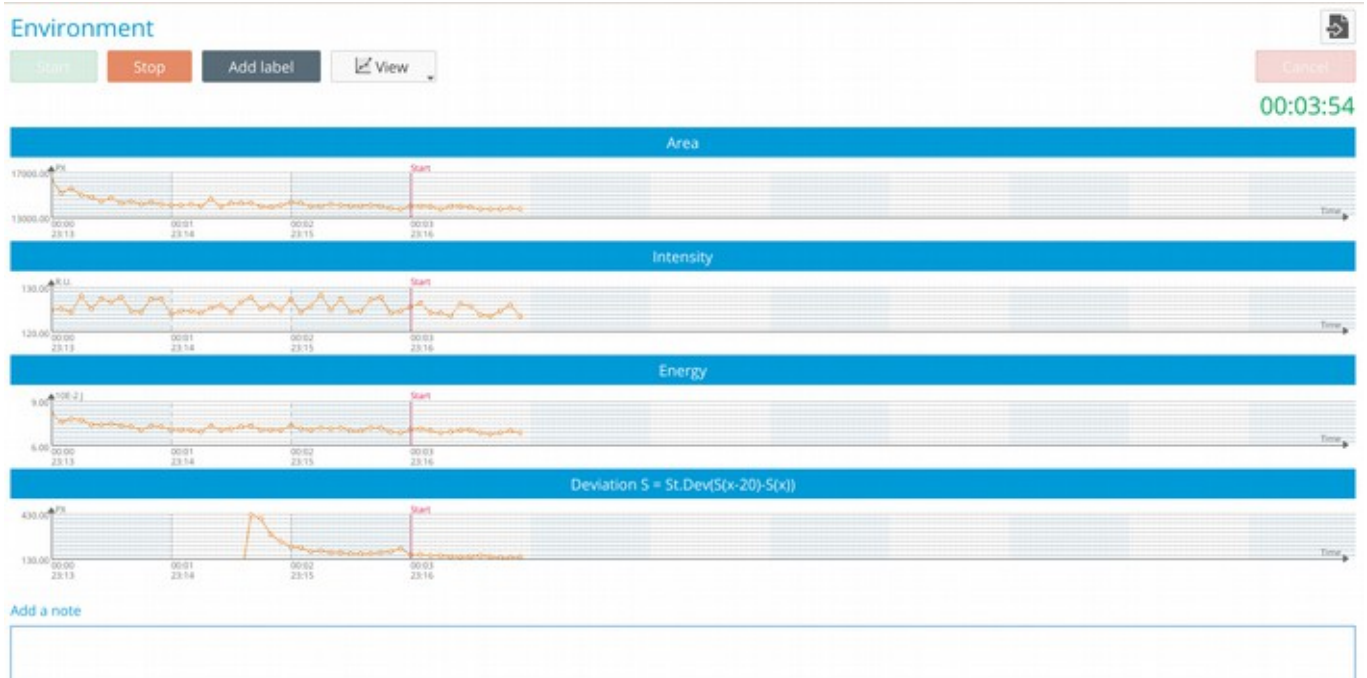 Environment
Start Stop Add label View Cancel
00:03:54
Area
PX Start
17000.00
13000.00
Time
00:00 00:01 00:02 00:03
23:13 23:14 23:15 23:16
Intensity
R.U. Start
130.00
120.00
Time
00:00 00:01 00:02 00:03
23:13 23:14 23:15 23:16
Energy
10E-2 J Start
9.00
6.00
Time
00:00 00:01 00:02 00:03
23:13 23:14 23:15 23:16
Deviation S = St.Dev(S(x-20)-S(x))
PX Start
430.00
130.00
Time
00:00 00:01 00:02 00:03
23:13 23:14 23:15 23:16
Add a note